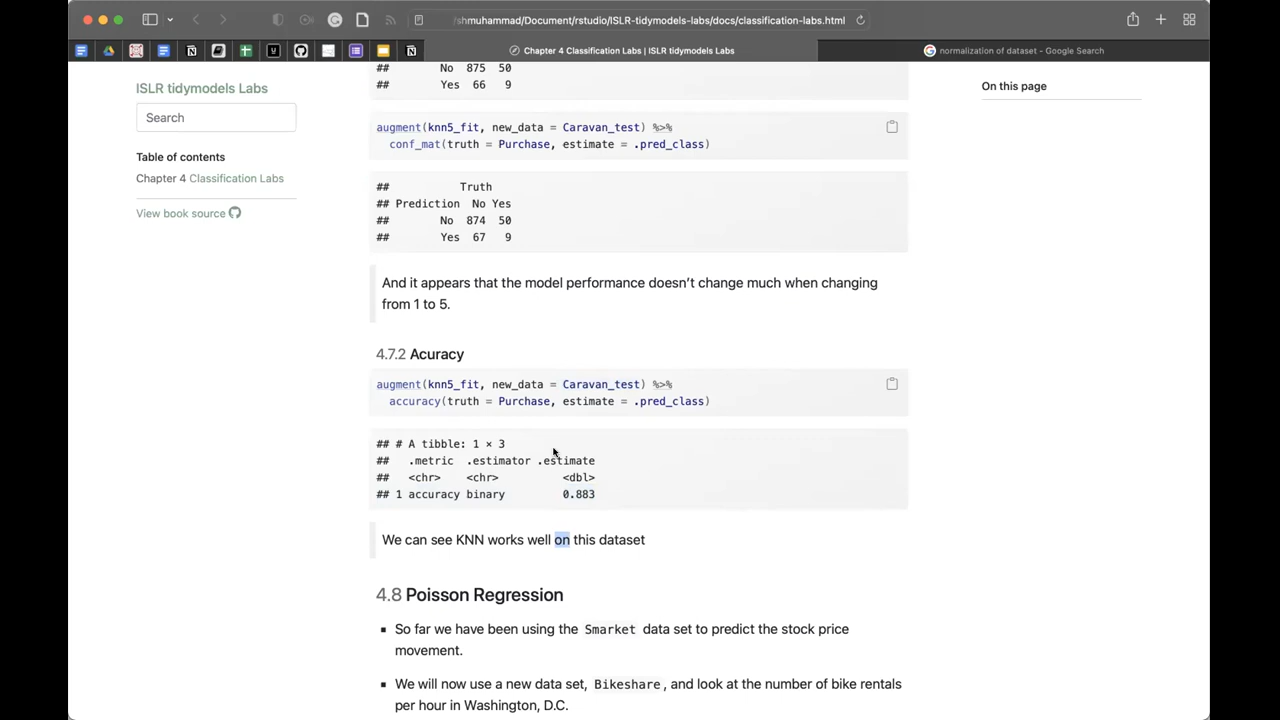 /shmuhammad/Document/rstudio/ISLR-tidymodels-labs/docs/classification-labs.html
Chapter 4 Classification Labs | ISLR tidymodels Labs
normalization of dataset - Google Search
ISLR tidymodels Labs
Search
Table of contents
Chapter 4 Classification Labs
View book source
##         No  875  50
##         Yes  66   9
augment(knn5_fit, new_data = Caravan_test) %>%
  conf_mat(truth = Purchase, estimate = .pred_class)
##           Truth
## Prediction  No Yes
##        No  874  50
##        Yes  67   9
And it appears that the model performance doesn’t change much when changing
from 1 to 5.
4.7.2 Acuracy
augment(knn5_fit, new_data = Caravan_test) %>%
  accuracy(truth = Purchase, estimate = .pred_class)
## # A tibble: 1 × 3
##   .metric  .estimator .estimate
##   <chr>    <chr>          <dbl>
## 1 accuracy binary         0.883
We can see KNN works well on this dataset
4.8 Poisson Regression
So far we have been using the Smarket data set to predict the stock price
movement.
We will now use a new data set, Bikeshare, and look at the number of bike rentals
per hour in Washington, D.C.
On this page